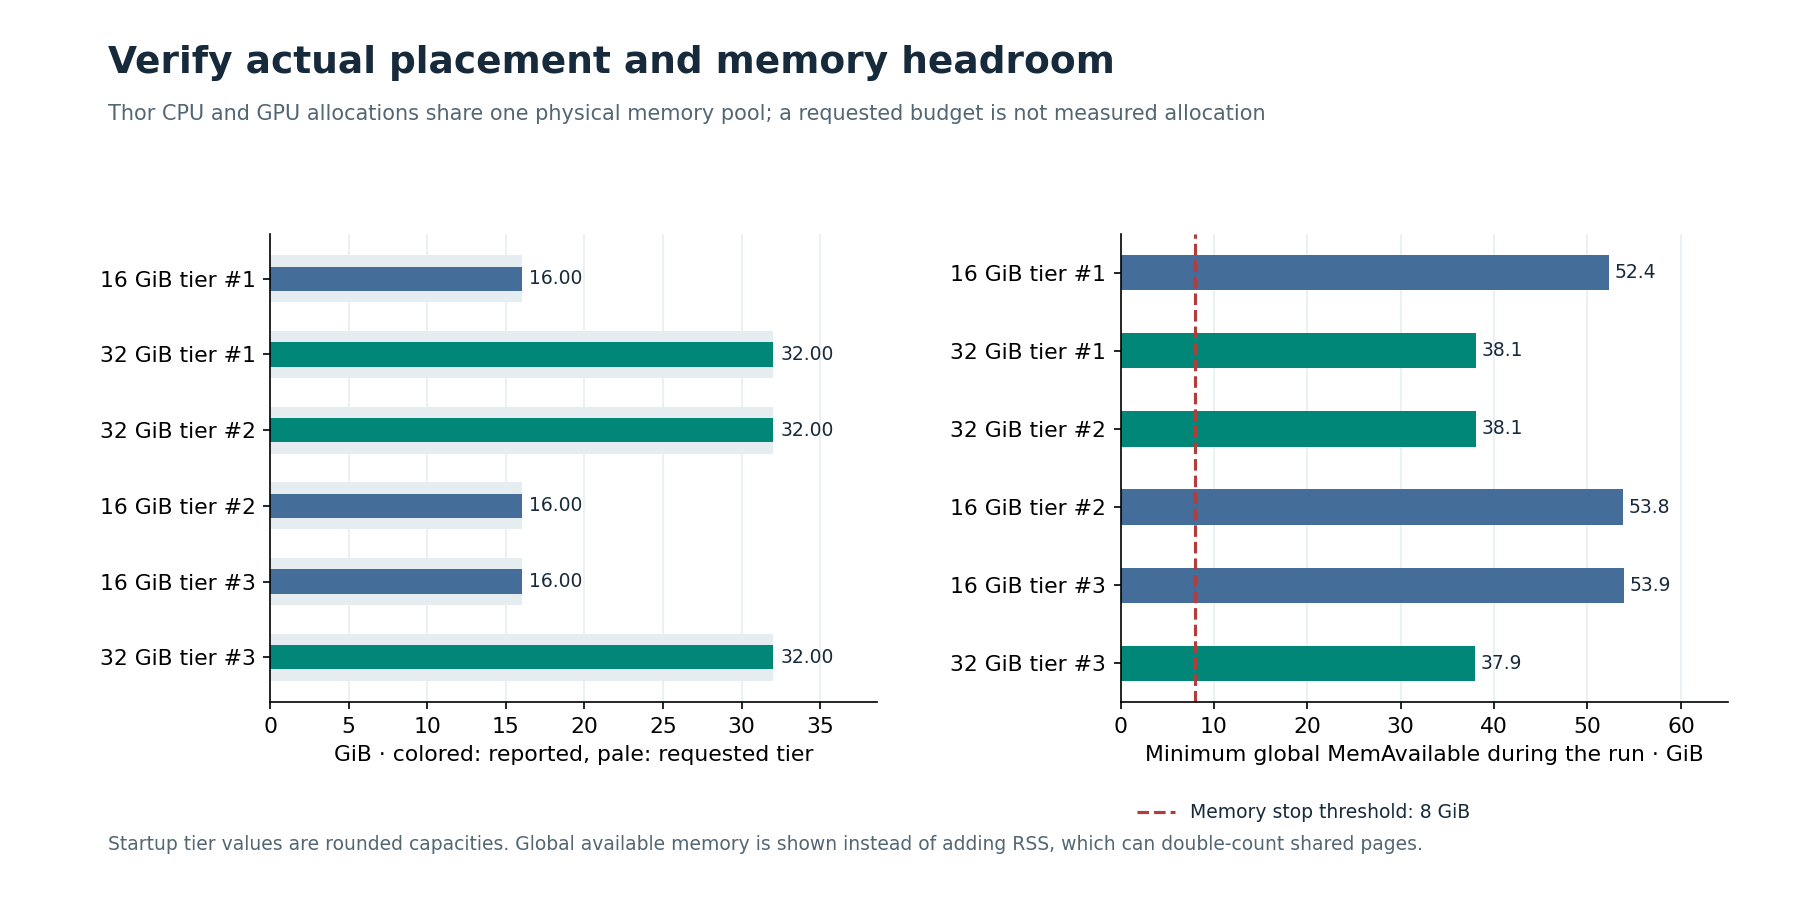 Verify actual placement and memory headroom
Thor CPU and GPU allocations share one physical memory pool; a requested budget is not measured allocation
16 GiB tier #1
16.00
32 GiB tier #1
32.00
32 GiB tier #2
32.00
16 GiB tier #2
16.00
16 GiB tier #3
16.00
32 GiB tier #3
32.00
0 5 10 15 20 25 30 35
GiB · colored: reported, pale: requested tier
16 GiB tier #1
52.4
32 GiB tier #1
38.1
32 GiB tier #2
38.1
16 GiB tier #2
53.8
16 GiB tier #3
53.9
32 GiB tier #3
37.9
0 10 20 30 40 50 60
Minimum global MemAvailable during the run · GiB
Memory stop threshold: 8 GiB
Startup tier values are rounded capacities. Global available memory is shown instead of adding RSS, which can double-count shared pages.